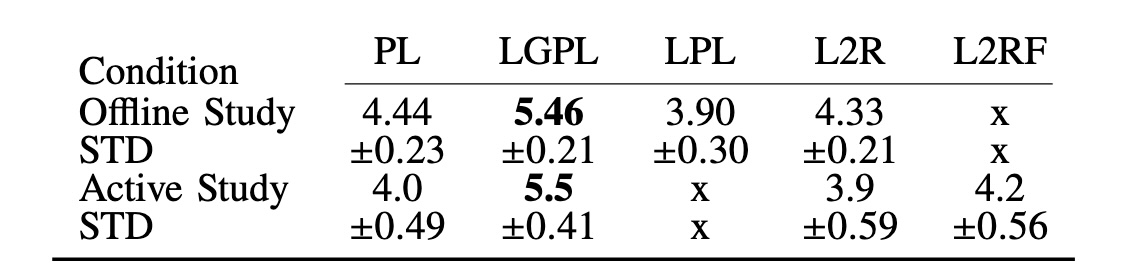 PL LGPL LPL L2R L2RF
Condition
Offline Study 4.44 5.46 3.90 4.33 x
STD ±0.23 ±0.21 ±0.30 ±0.21 x
Active Study 4.0 5.5 x 3.9 4.2
STD ±0.49 ±0.41 x ±0.59 ±0.56